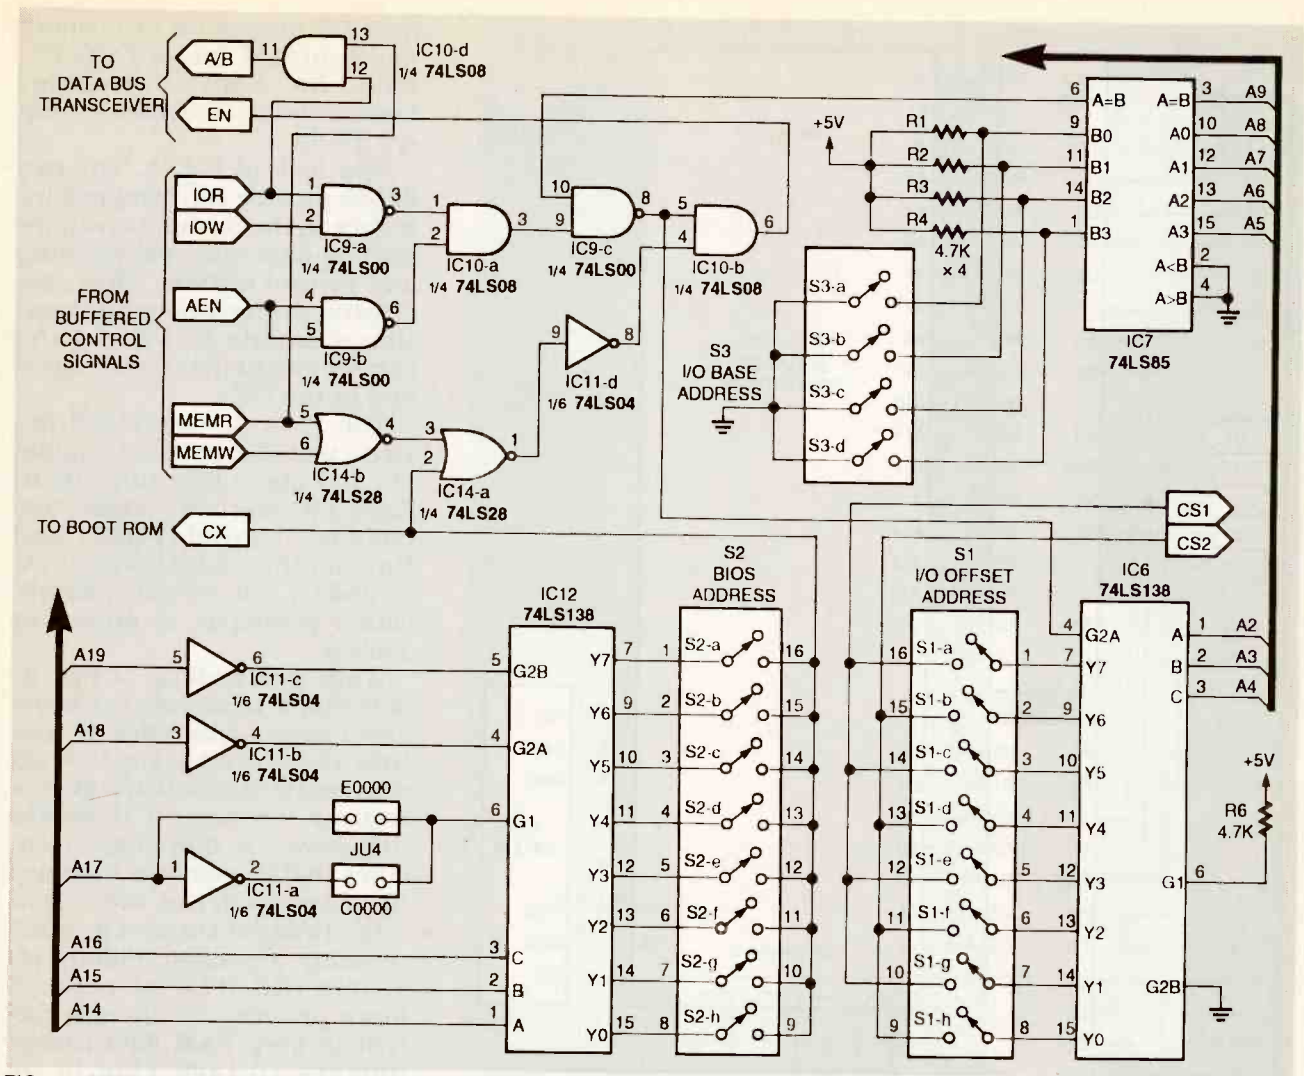 TO
DATA BUS
TRANSCEIVER
A/B
11
13
12
IC10-d
1/4 74LS08
EN
FROM
BUFFERED
CONTROL
SIGNALS
IOR
IOW
1
2
3
IC9-a
1/4 74LS00
AEN
4
5
6
IC9-b
1/4 74LS00
1
2
3
IC10-a
1/4 74LS08
10
9
8
IC9-c
1/4 74LS00
5
4
6
IC10-b
1/4 74LS08
9
8
IC11-d
1/6 74LS04
MEMR
MEMW
5
6
4
IC14-b
1/4 74LS28
3
2
1
IC14-a
1/4 74LS28
TO BOOT ROM
CX
+5V
R1
R2
R3
R4
4.7K
x 4
S3
I/O BASE
ADDRESS
S3-a
S3-b
S3-c
S3-d
6 A=B A=B 3 A9
9 B0 A0 10 A8
11 B1 A1 12 A7
14 B2 A2 13 A6
1 B3 A3 15 A5
A<B 2
A>B 4
IC7
74LS85
CS1
CS2
A19
5
6
IC11-c
1/6 74LS04
A18
3
4
IC11-b
1/6 74LS04
E0000
JU4
C0000
A17
1
2
IC11-a
1/6 74LS04
A16
A15
A14
IC12
74LS138
5 G2B
4 G2A
6 G1
3 C
2 B
1 A
Y7 7
Y6 9
Y5 10
Y4 11
Y3 12
Y2 13
Y1 14
Y0 15
S2
BIOS
ADDRESS
1 S2-a 16
2 S2-b 15
3 S2-c 14
4 S2-d 13
5 S2-e 12
6 S2-f 11
7 S2-g 10
8 S2-h 9
S1
I/O OFFSET
ADDRESS
16 S1-a 1
15 S1-b 2
14 S1-c 3
13 S1-d 4
12 S1-e 5
11 S1-f 6
10 S1-g 7
9 S1-h 8
IC6
74LS138
4 G2A
7 Y7
9 Y6
10 Y5
11 Y4
12 Y3
13 Y2
14 Y1
15 Y0
A 1 A2
B 2 A3
C 3 A4
G1 6
G2B
+5V
R6
4.7K